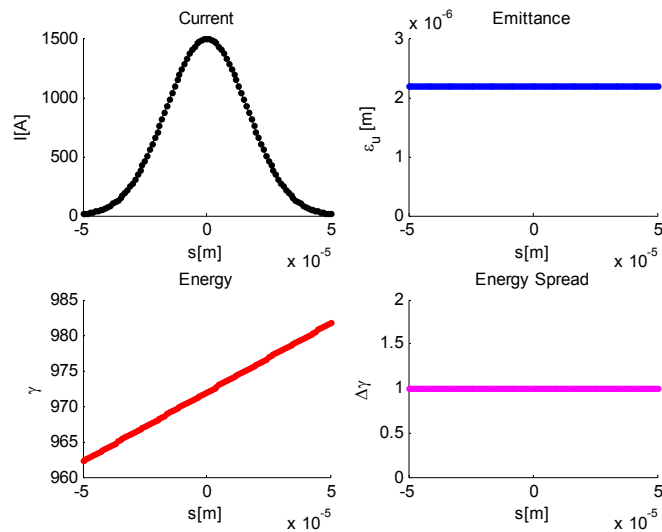 Current
1500
1000
500
0
I[A]
-5
0
5
s[m]
x 10^-5
Emittance
x 10^-6
3
2
1
0
ε_u [m]
-5
0
5
s[m]
x 10^-5
Energy
985
980
975
970
965
960
γ
-5
0
5
s[m]
x 10^-5
Energy Spread
2
1.5
1
0.5
0
Δγ
-5
0
5
s[m]
x 10^-5